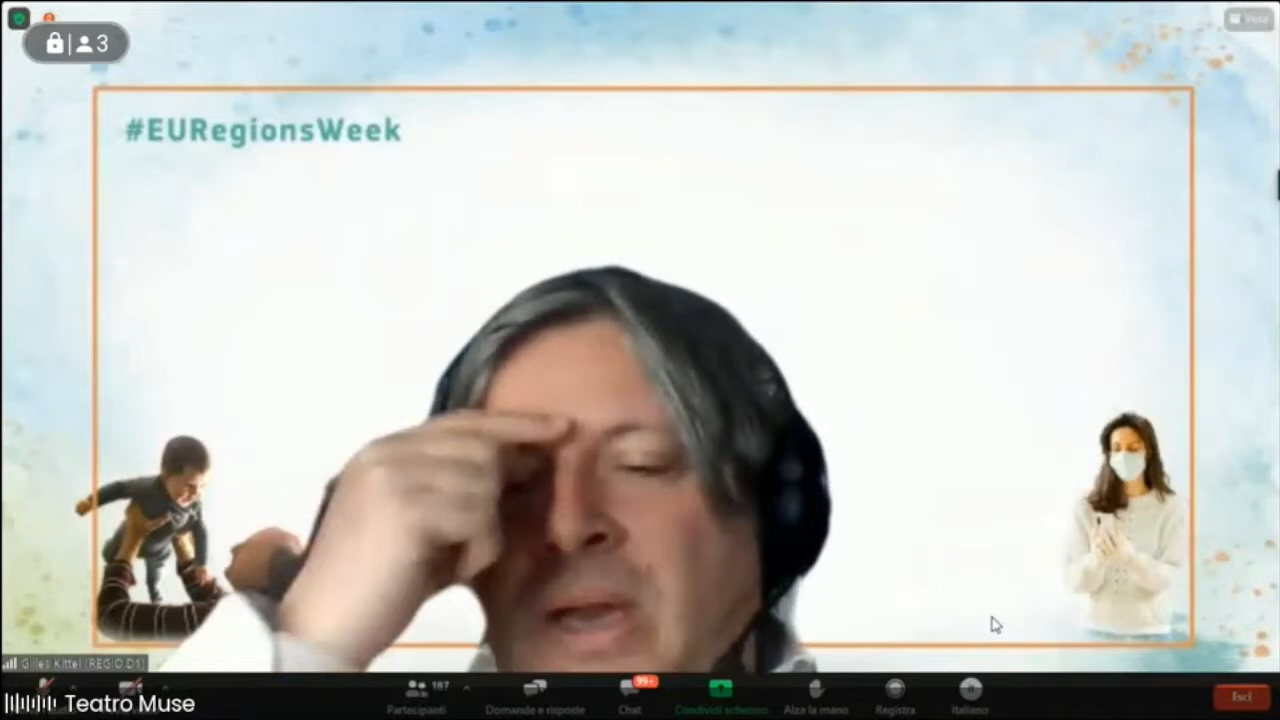 3
Vista
#EURegionsWeek
Gilles Kittel (REGIO.D1)
187
99+
Partecipanti
Domande e risposte
Chat
Condividi schermo
Alza la mano
Registra
Italiano
Esci
Teatro Muse